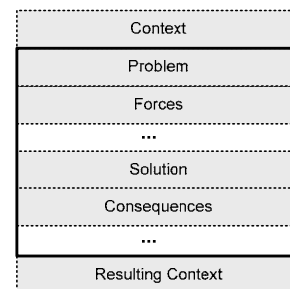 Context
Problem
Forces
...
Solution
Consequences
...
Resulting Context